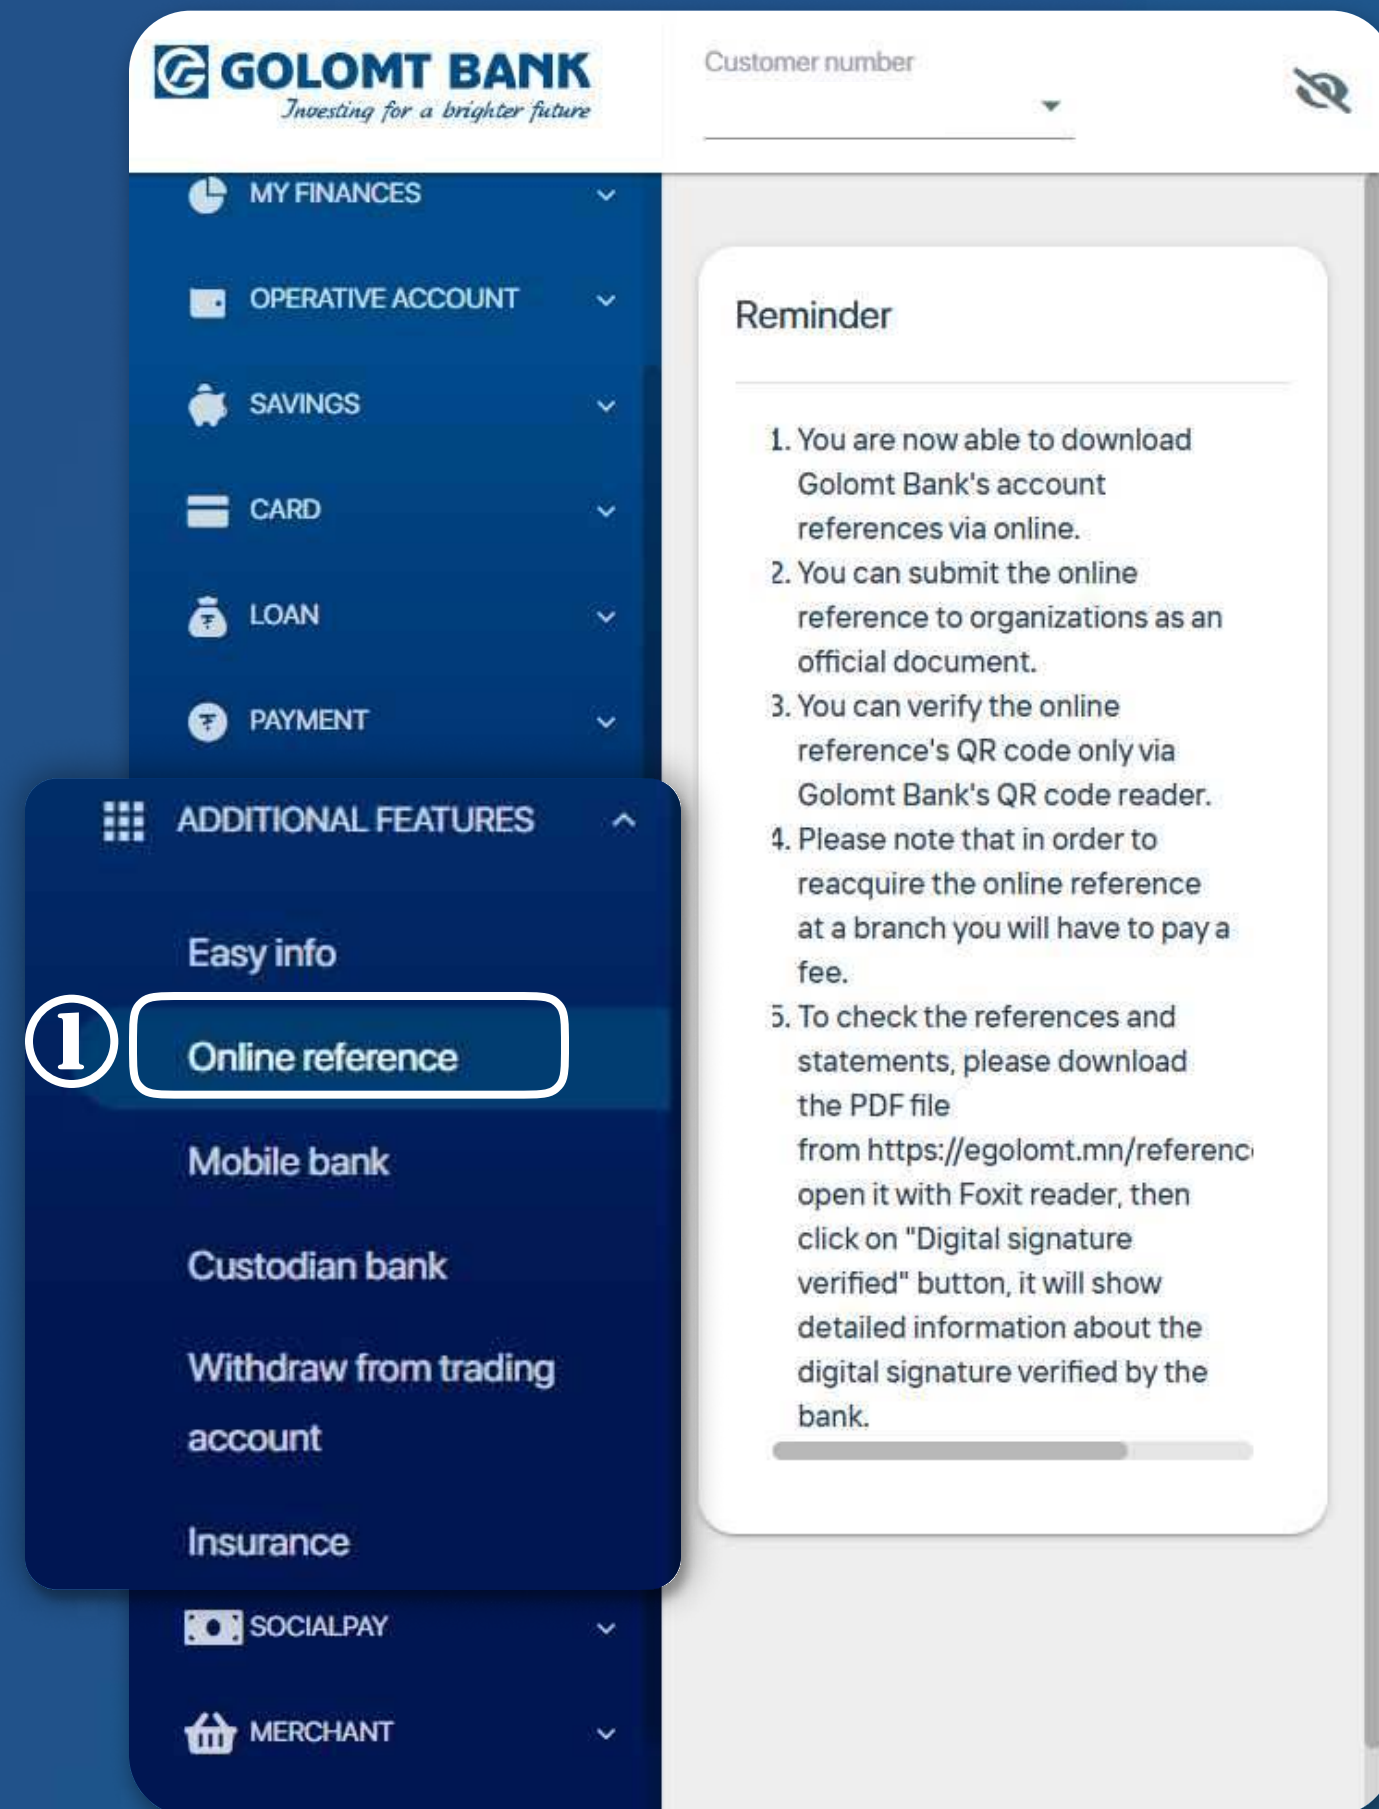 GOLOMT BANK
Investing for a brighter future
Customer number
MY FINANCES
OPERATIVE ACCOUNT
SAVINGS
CARD
LOAN
PAYMENT
ADDITIONAL FEATURES
Easy info
1
Online reference
Mobile bank
Custodian bank
Withdraw from trading
account
Insurance
SOCIALPAY
MERCHANT
Reminder
1. You are now able to download
Golomt Bank's account
references via online.
2. You can submit the online
reference to organizations as an
official document.
3. You can verify the online
reference's QR code only via
Golomt Bank's QR code reader.
4. Please note that in order to
reacquire the online reference
at a branch you will have to pay a
fee.
5. To check the references and
statements, please download
the PDF file
from https://egolomt.mn/referenc
open it with Foxit reader, then
click on "Digital signature
verified" button, it will show
detailed information about the
digital signature verified by the
bank.